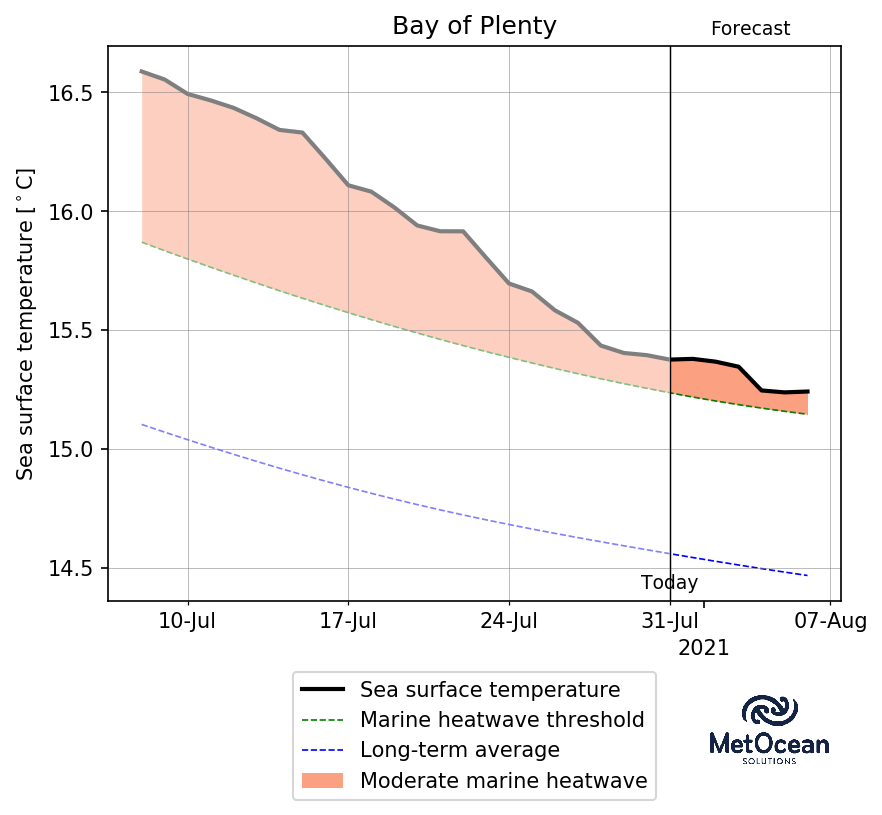 Bay of Plenty
Forecast
Sea surface temperature [°C]
16.5
16.0
15.5
15.0
14.5
Today
10-Jul 17-Jul 24-Jul 31-Jul 07-Aug
2021
Sea surface temperature
Marine heatwave threshold
Long-term average
Moderate marine heatwave
MetOcean
SOLUTIONS